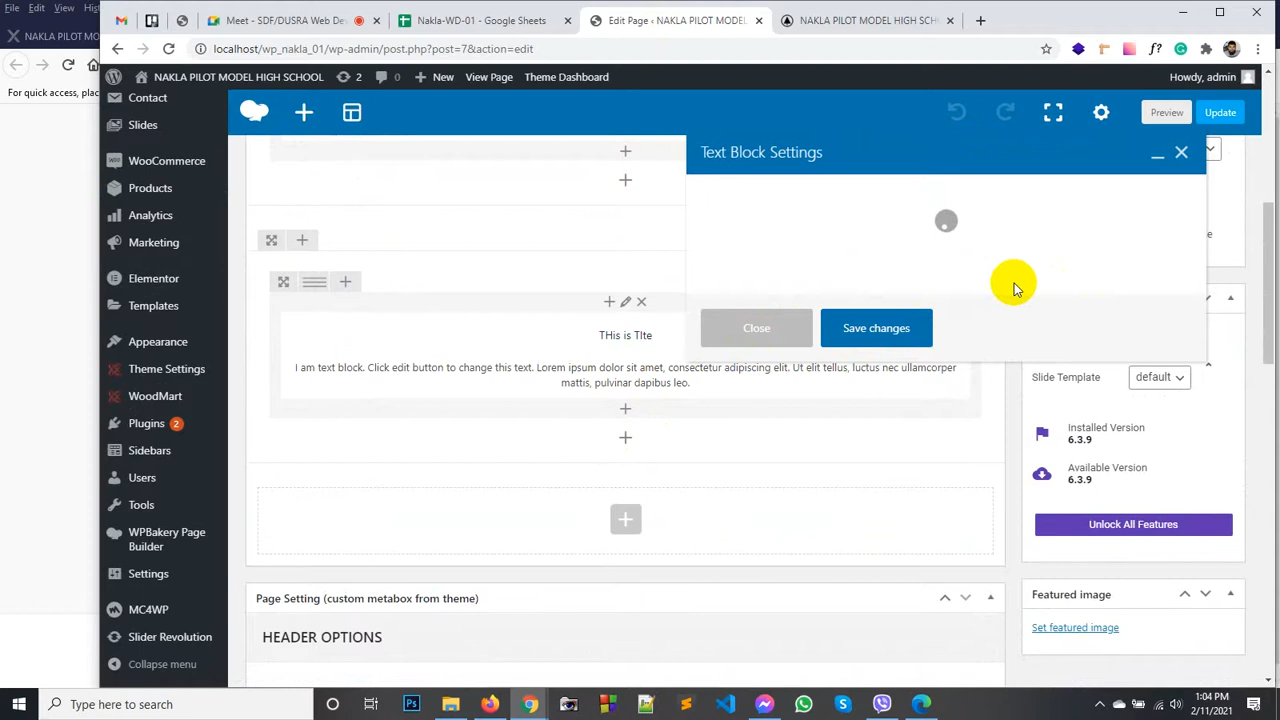 File Edit View His
Meet - SDF/DUSRA Web Dev
Nakla-WD-01 - Google Sheets
Edit Page ‹ NAKLA PILOT MODEL
NAKLA PILOT MODEL HIGH SCH
NAKLA PILOT M
localhost/wp_nakla_01/wp-admin/post.php?post=7&action=edit
For quick access, plac
NAKLA PILOT MODEL HIGH SCHOOL
2
0
New
View Page
Theme Dashboard
Howdy, admin
Contact
Slides
WooCommerce
Products
Analytics
Marketing
Elementor
Templates
Appearance
Theme Settings
WoodMart
Plugins 2
Sidebars
Users
Tools
WPBakery Page
Builder
Settings
MC4WP
Slider Revolution
Collapse menu
Preview
Update
Text Block Settings
Close
Save changes
THis is TIte
I am text block. Click edit button to change this text. Lorem ipsum dolor sit amet, consectetur adipiscing elit. Ut elit tellus, luctus nec ullamcorper
mattis, pulvinar dapibus leo.
Page Setting (custom metabox from theme)
HEADER OPTIONS
Slide Template
default
Installed Version
6.3.9
Available Version
6.3.9
Unlock All Features
Featured image
Set featured image
Type here to search
1:04 PM
2/11/2021